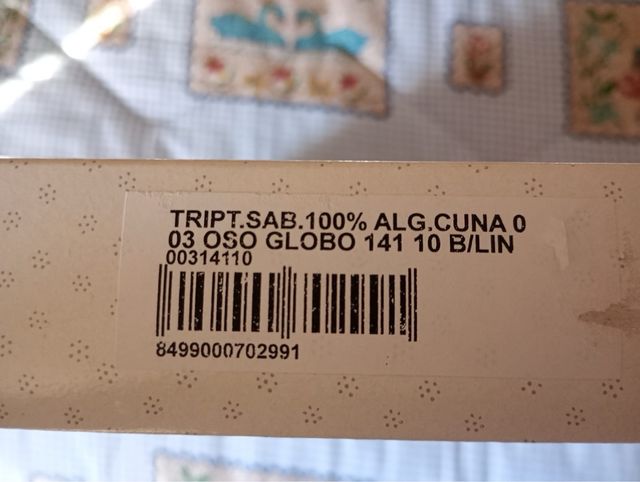 TRIPT.SAB.100% ALG.CUNA 0
03 OSO GLOBO 141 10 B/LIN
00314110
8499000702991